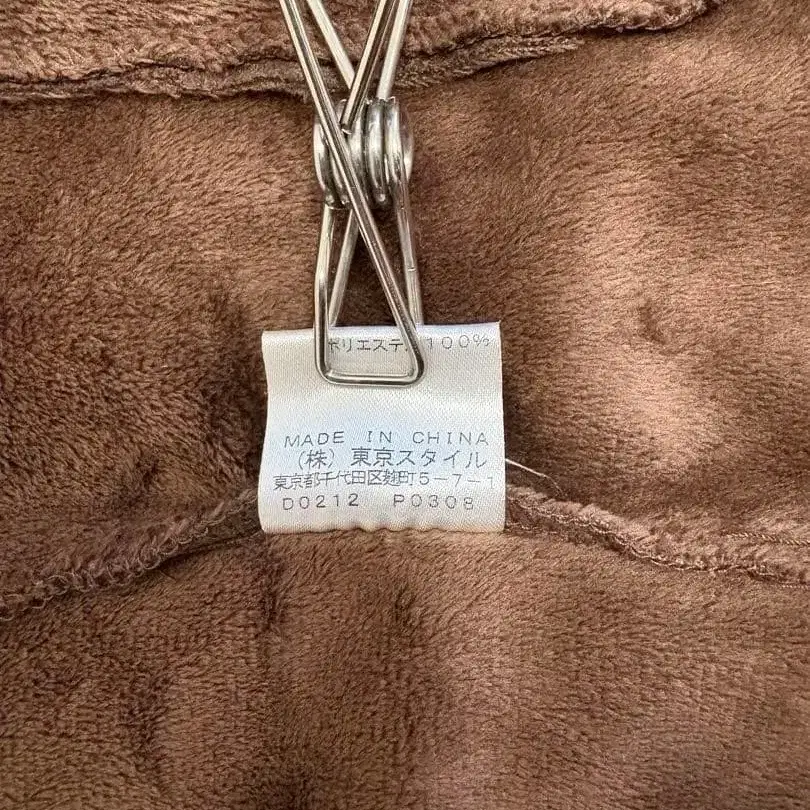 ポリエステル 100%
MADE IN CHINA
(株) 東京スタイル
東京都千代田区麹町5-7-1
D0212 P0308